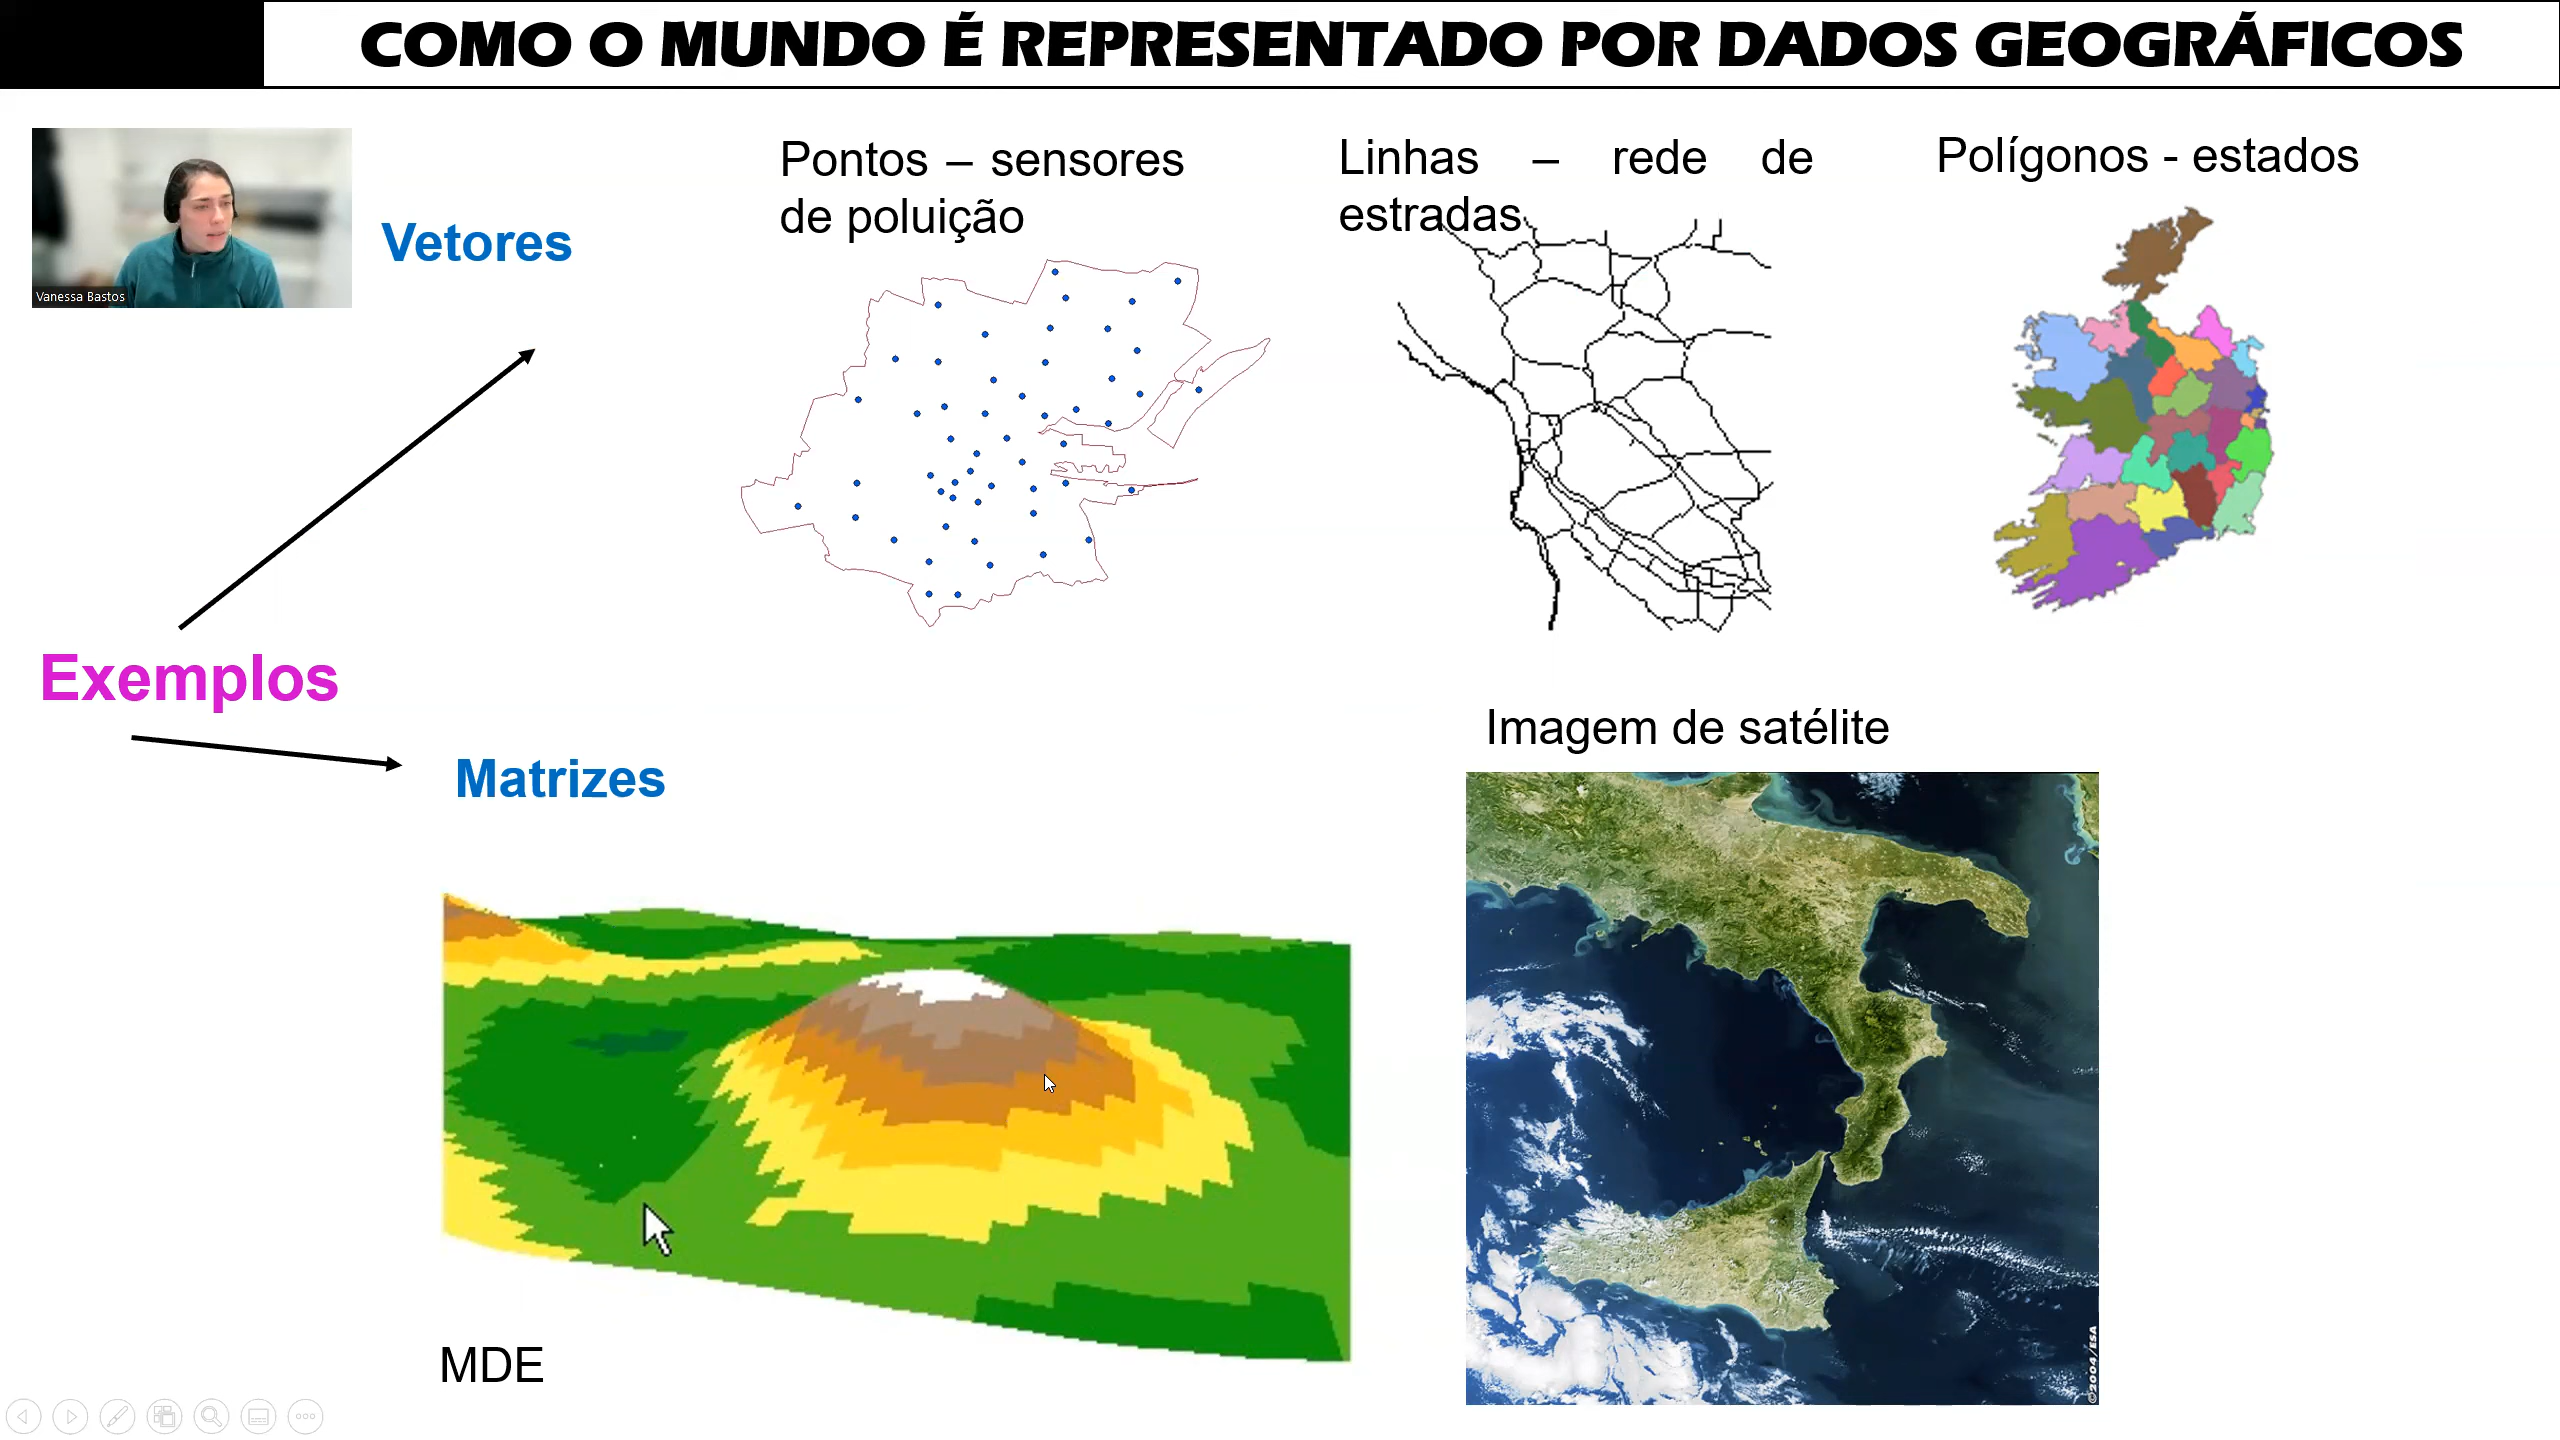 COMO O MUNDO É REPRESENTADO POR DADOS GEOGRÁFICOS
Vanessa Bastos
Vetores
Pontos – sensores
de poluição
Linhas – rede de
estradas
Polígonos - estados
Exemplos
Matrizes
Imagem de satélite
MDE
©2004/ESA